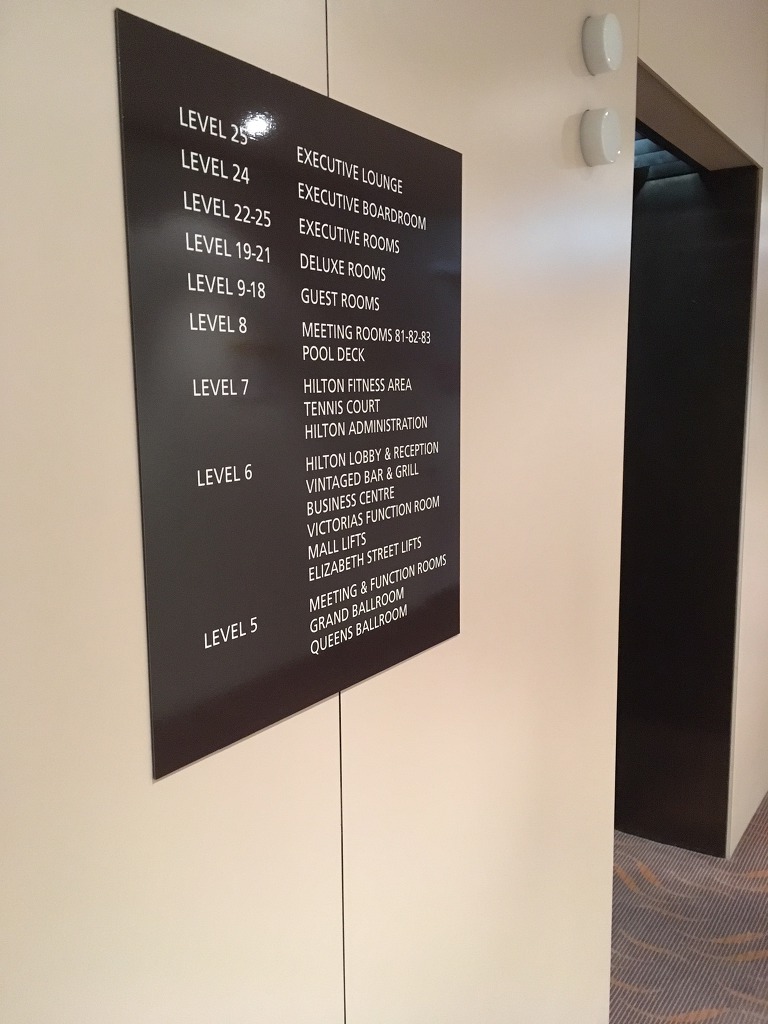 LEVEL 25 EXECUTIVE LOUNGE
LEVEL 24 EXECUTIVE BOARDROOM
LEVEL 22-25 EXECUTIVE ROOMS
LEVEL 19-21 DELUXE ROOMS
LEVEL 9-18 GUEST ROOMS
LEVEL 8 MEETING ROOMS 81-82-83
POOL DECK
LEVEL 7 HILTON FITNESS AREA
TENNIS COURT
HILTON ADMINISTRATION
LEVEL 6 HILTON LOBBY & RECEPTION
VINTAGED BAR & GRILL
BUSINESS CENTRE
VICTORIAS FUNCTION ROOM
MALL LIFTS
ELIZABETH STREET LIFTS
LEVEL 5 MEETING & FUNCTION ROOMS
GRAND BALLROOM
QUEENS BALLROOM